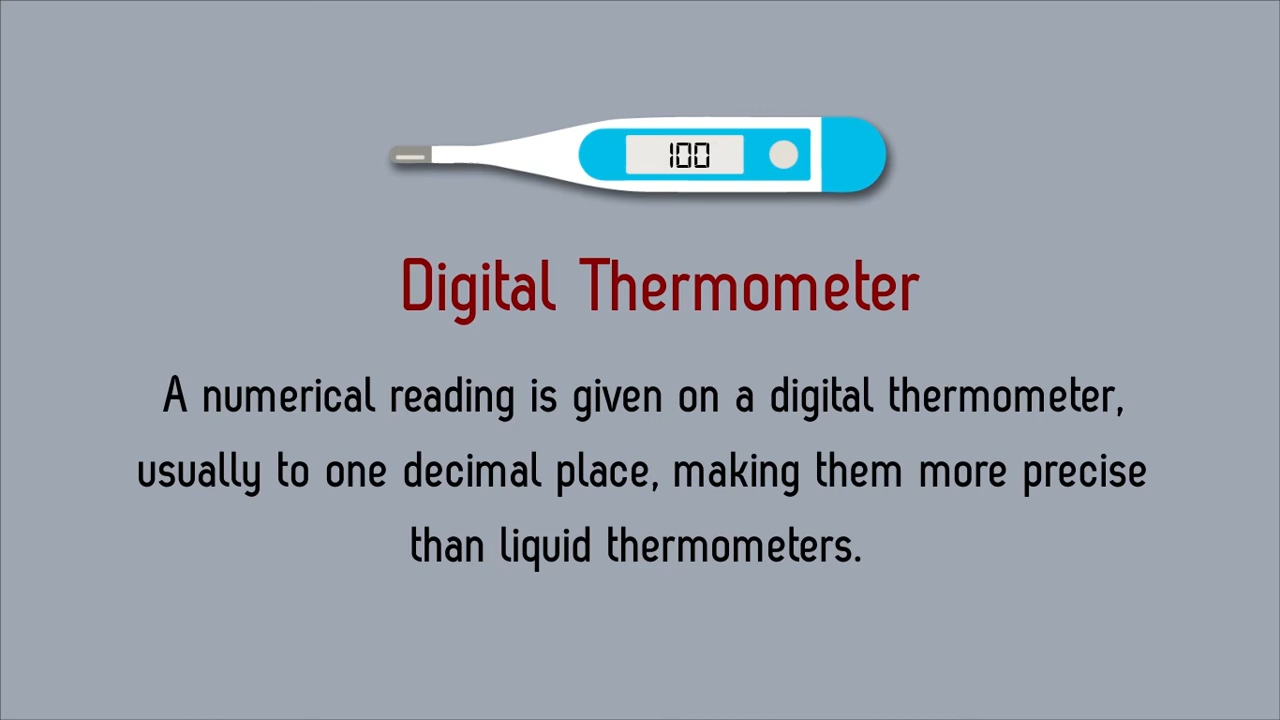 100
Digital Thermometer
A numerical reading is given on a digital thermometer,
usually to one decimal place, making them more precise
than liquid thermometers.